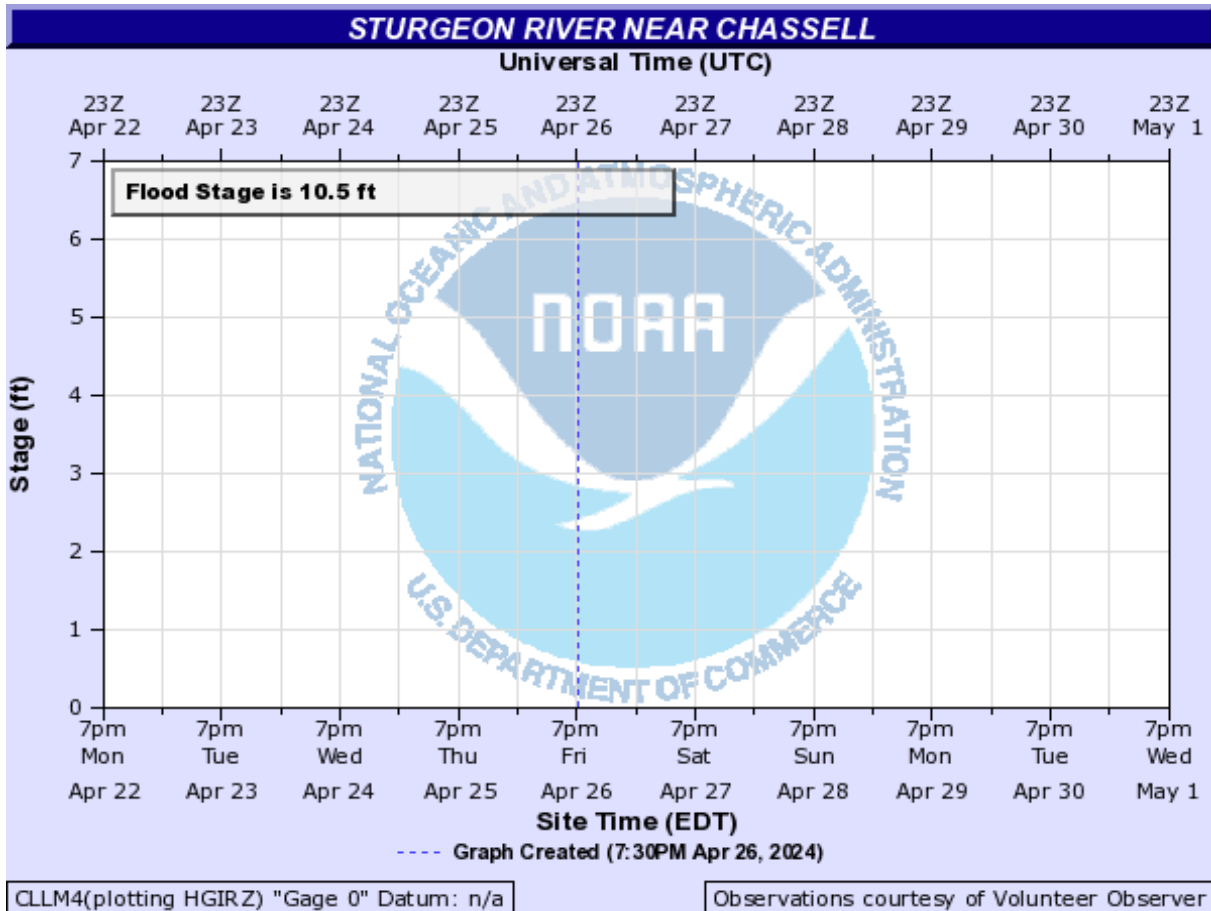 STURGEON RIVER NEAR CHASSELL
Universal Time (UTC)
23Z 23Z 23Z 23Z 23Z 23Z 23Z 23Z 23Z 23Z
Apr 22 Apr 23 Apr 24 Apr 25 Apr 26 Apr 27 Apr 28 Apr 29 Apr 30 May 1
Flood Stage is 10.5 ft
7
6
5
4
3
2
1
0
Stage (ft)
NATIONAL OCEANIC AND ATMOSPHERIC ADMINISTRATION
NOAA
U.S. DEPARTMENT OF COMMERCE
7pm 7pm 7pm 7pm 7pm 7pm 7pm 7pm 7pm 7pm
Mon Tue Wed Thu Fri Sat Sun Mon Tue Wed
Apr 22 Apr 23 Apr 24 Apr 25 Apr 26 Apr 27 Apr 28 Apr 29 Apr 30 May 1
Site Time (EDT)
Graph Created (7:30PM Apr 26, 2024)
CLLM4(plotting HGIRZ) "Gage 0" Datum: n/a
Observations courtesy of Volunteer Observer